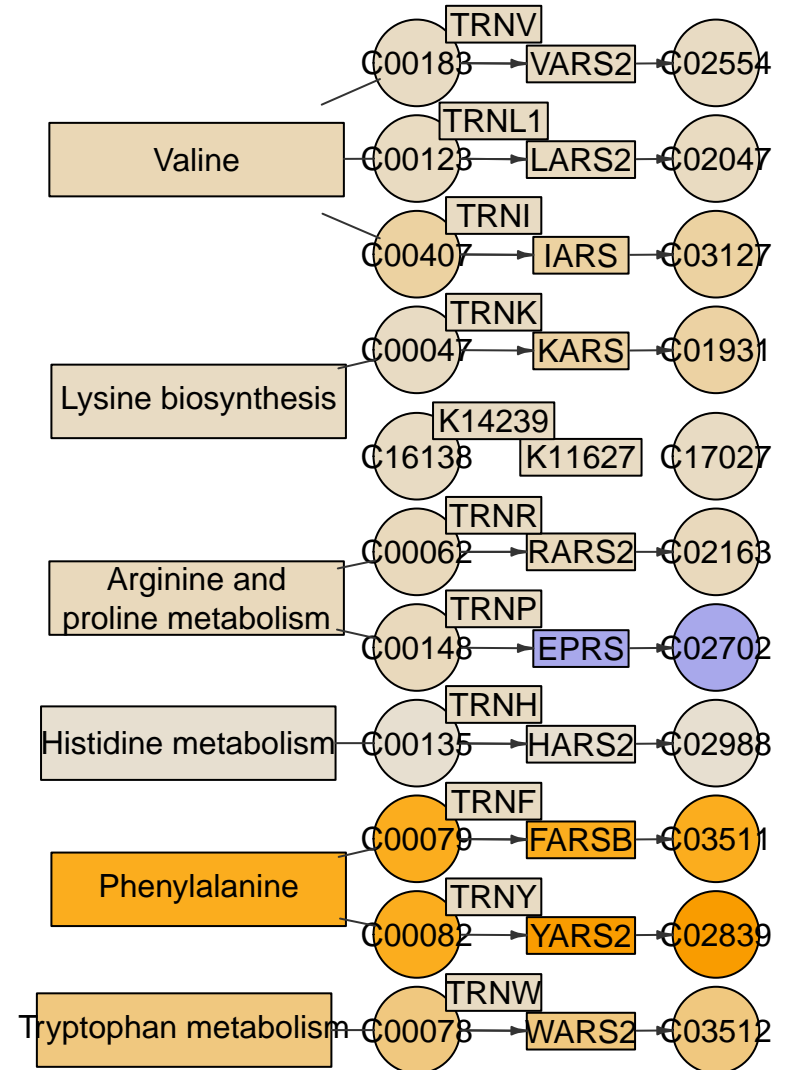 TRNV
C00183
VARS2
C02554
Valine
TRNL1
C00123
LARS2
C02047
TRNI
C00407
IARS
C03127
TRNK
C00047
KARS
C01931
Lysine biosynthesis
K14239
C16138
K11627
C17027
TRNR
C00062
RARS2
C02163
Arginine and
proline metabolism
TRNP
C00148
EPRS
C02702
TRNH
Histidine metabolism
C00135
HARS2
C02988
TRNF
C00079
FARSB
C03511
Phenylalanine
TRNY
C00082
YARS2
C02839
TRNW
Tryptophan metabolism
C00078
WARS2
C03512